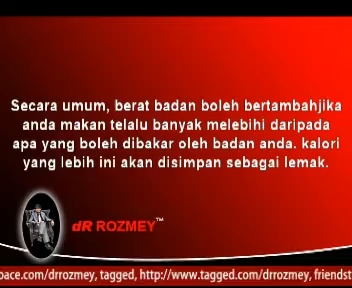 Secara umum, berat badan boleh bertambahjika
anda makan telalu banyak melebihi daripada
apa yang boleh dibakar oleh badan anda. kalori
yang lebih ini akan disimpan sebagai lemak.
dR ROZMEY™
pace.com/drrozmey, tagged, http://www.tagged.com/drrozmey, friendst